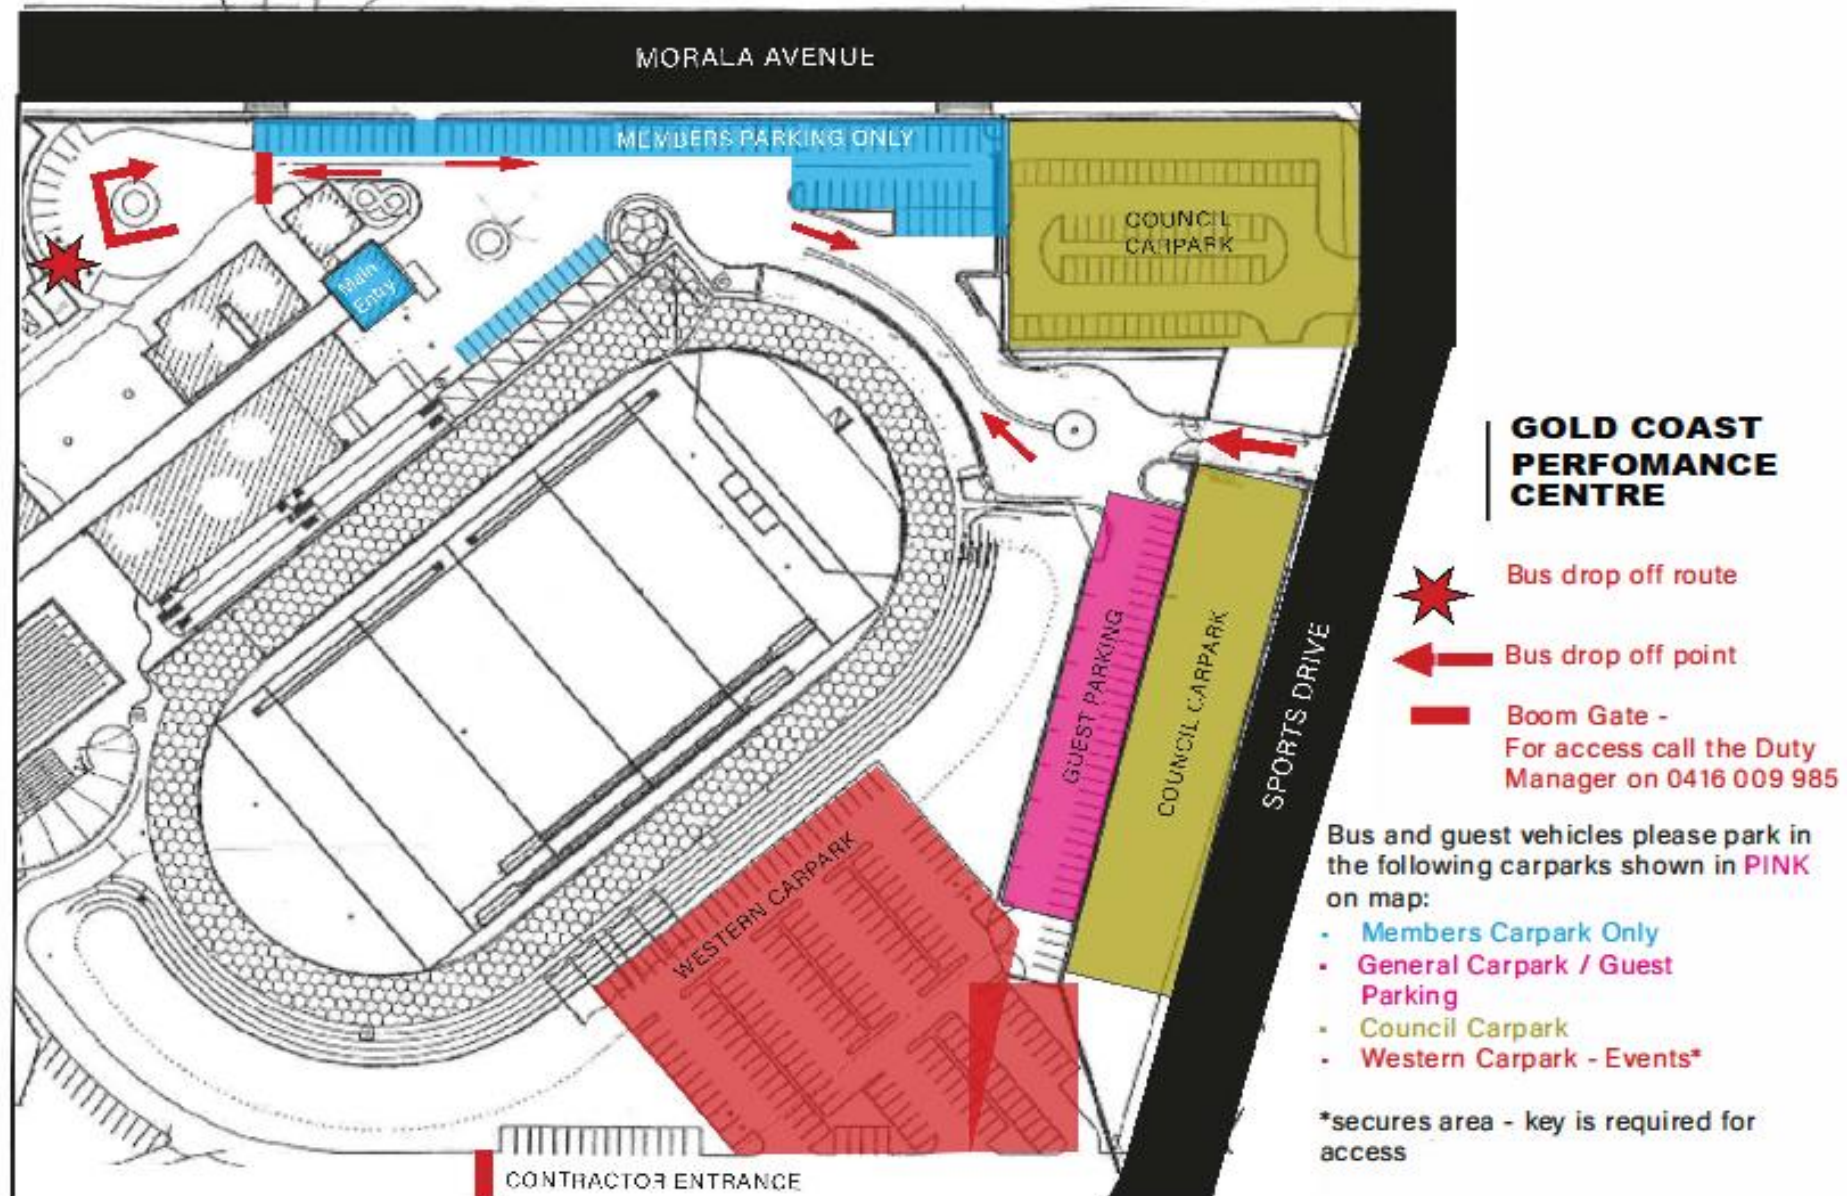 MORALA AVENUE
MEMBERS PARKING ONLY
COUNCIL
CARPARK
Main
Entry
GOLD COAST
PERFOMANCE
CENTRE
Bus drop off route
Bus drop off point
Boom Gate -
For access call the Duty
Manager on 0416 009 985
GUEST PARKING
COUNCIL CARPARK
SPORTS DRIVE
WESTERN CARPARK
Bus and guest vehicles please park in
the following carparks shown in PINK
on map:
- Members Carpark Only
- General Carpark / Guest
Parking
- Council Carpark
- Western Carpark - Events*
*secures area - key is required for
access
CONTRACTOR ENTRANCE